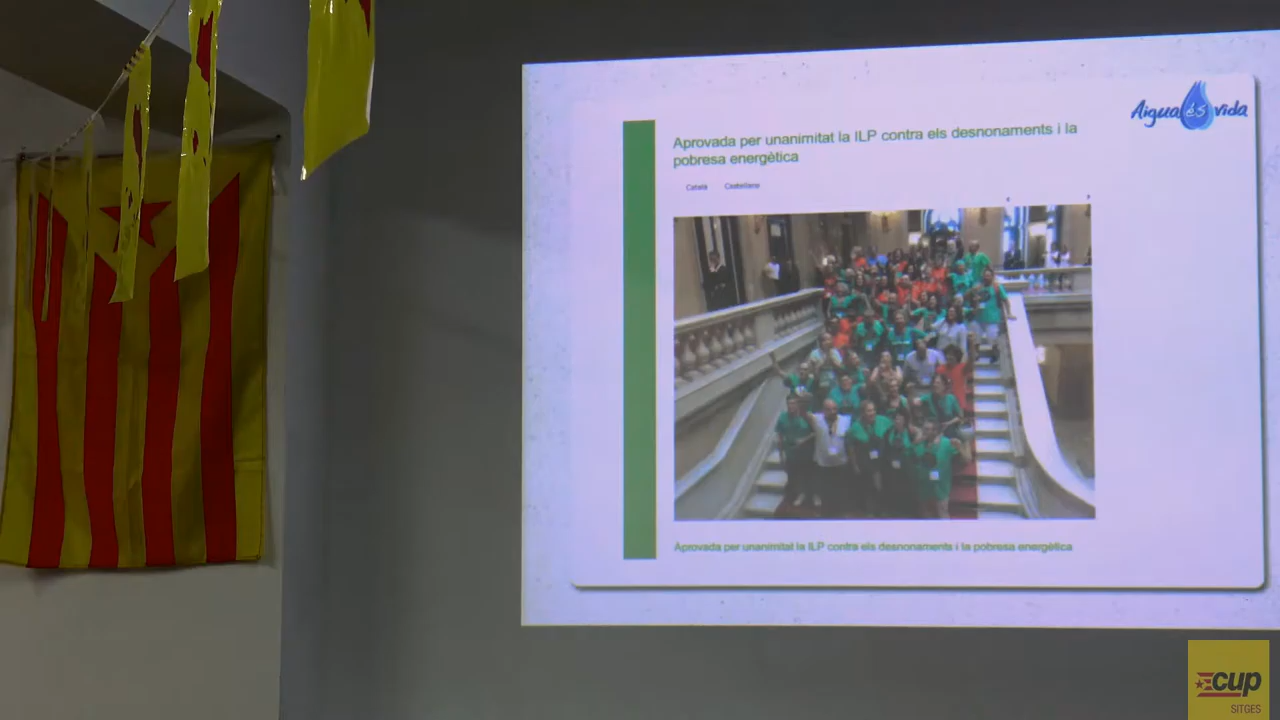 Aigua és vida
Aprovada per unanimitat la ILP contra els desnonaments i la
pobresa energètica
Català Castellano
Aprovada per unanimitat la ILP contra els desnonaments i la pobresa energètica
cup
SITGES